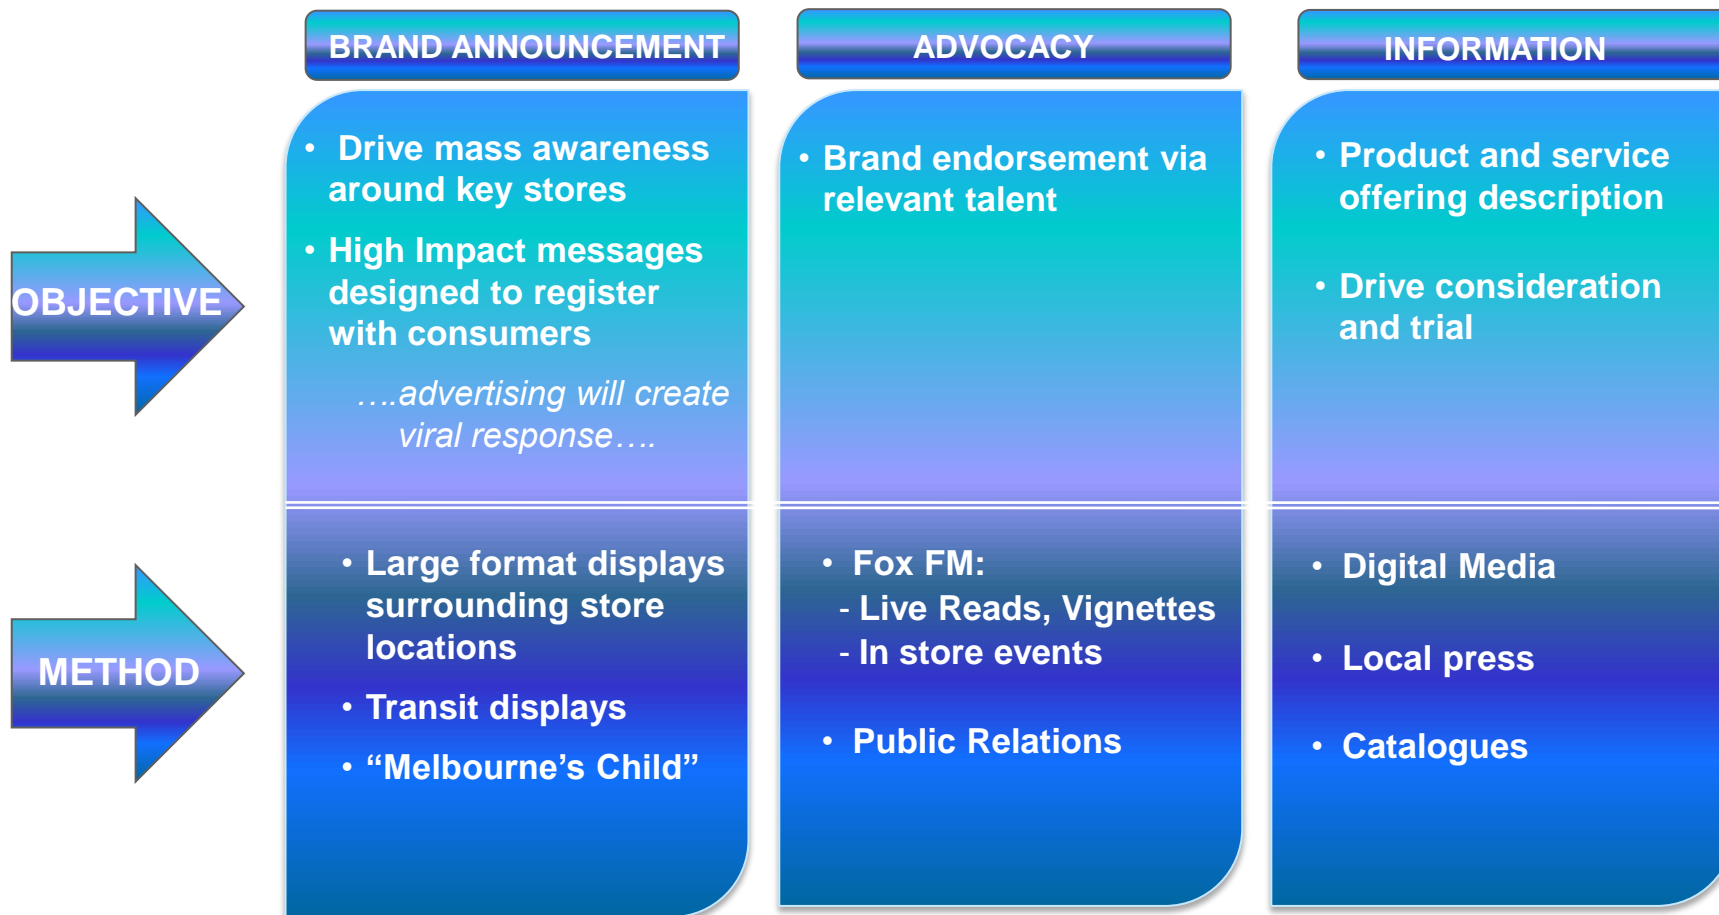 BRAND ANNOUNCEMENT
ADVOCACY
INFORMATION
OBJECTIVE
• Drive mass awareness
around key stores
• High Impact messages
designed to register
with consumers
….advertising will create
viral response….
• Brand endorsement via
relevant talent
• Product and service
offering description
• Drive consideration
and trial
METHOD
• Large format displays
surrounding store
locations
• Transit displays
• “Melbourne’s Child”
• Fox FM:
- Live Reads, Vignettes
- In store events
• Public Relations
• Digital Media
• Local press
• Catalogues